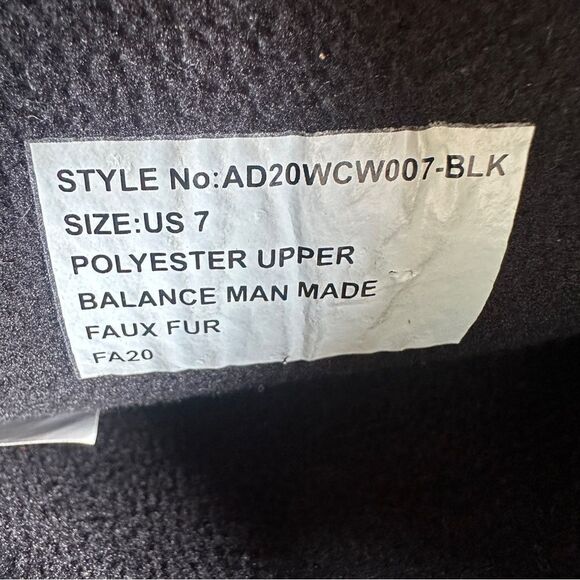 STYLE No:AD20WCW007-BLK
SIZE:US 7
POLYESTER UPPER
BALANCE MAN MADE
FAUX FUR
FA20